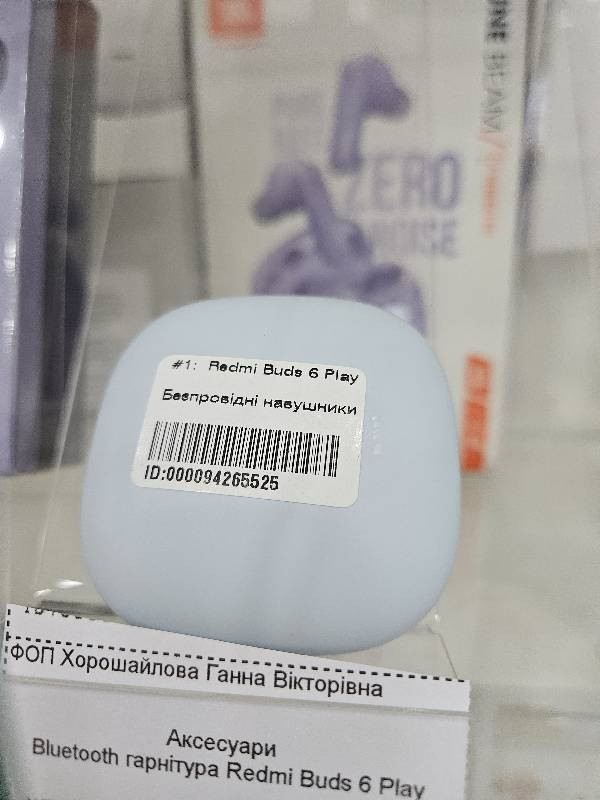 ZERO
NOISE
#1: Redmi Buds 6 Play
Безпровідні навушники
ID:000094265525
ФОП Хорошайлова Ганна Вікторівна
Аксесуари
Bluetooth гарнітура Redmi Buds 6 Play